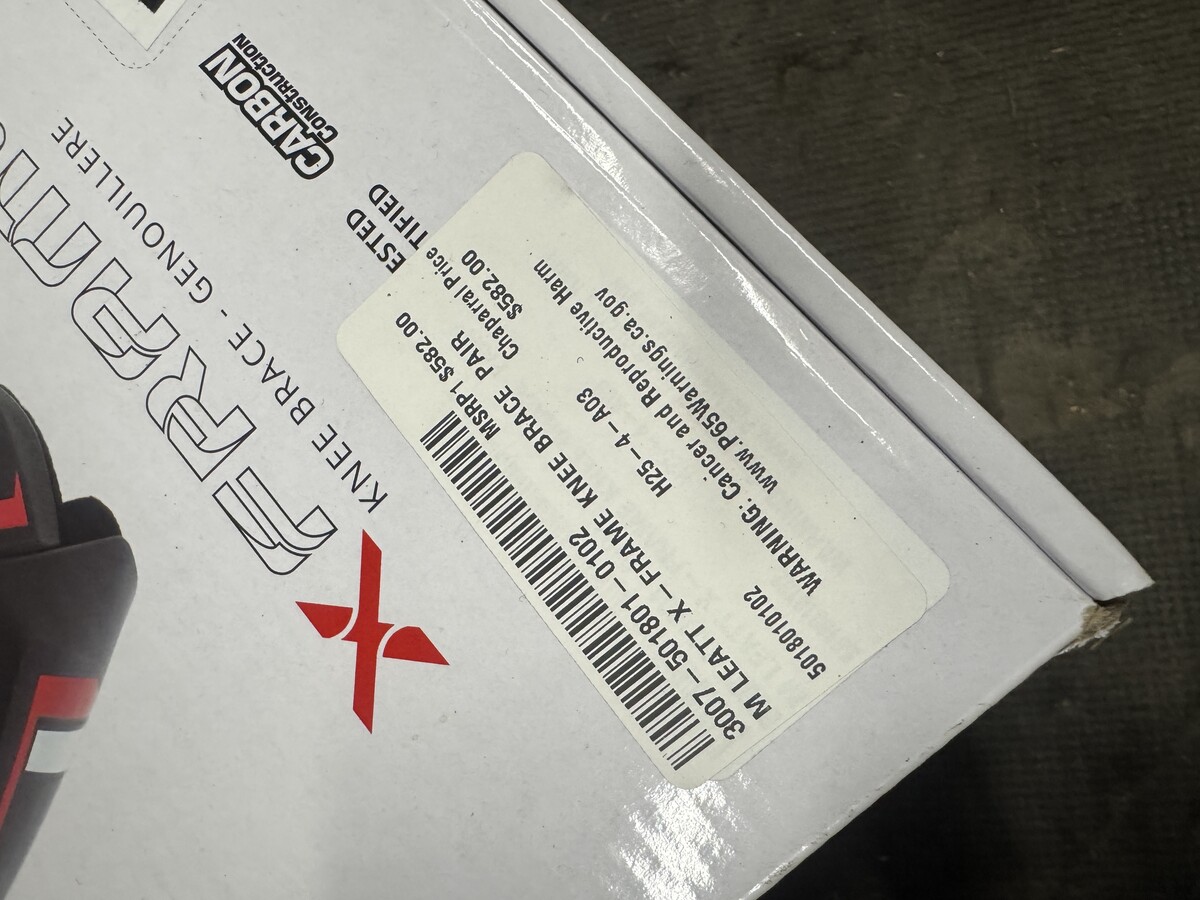 CARBON
CONSTRUCTION
ESTED
TIFIED
X FRAM
KNEE BRACE - GENOUILLERE
MSRP* $582.00
Chaparral Price
$582.00
3007-501801-0102
M LEATT X-FRAME KNEE BRACE PAIR
H25-4-A03
5018010102
WARNING: Cancer and Reproductive Harm
www.P65Warnings.ca.gov